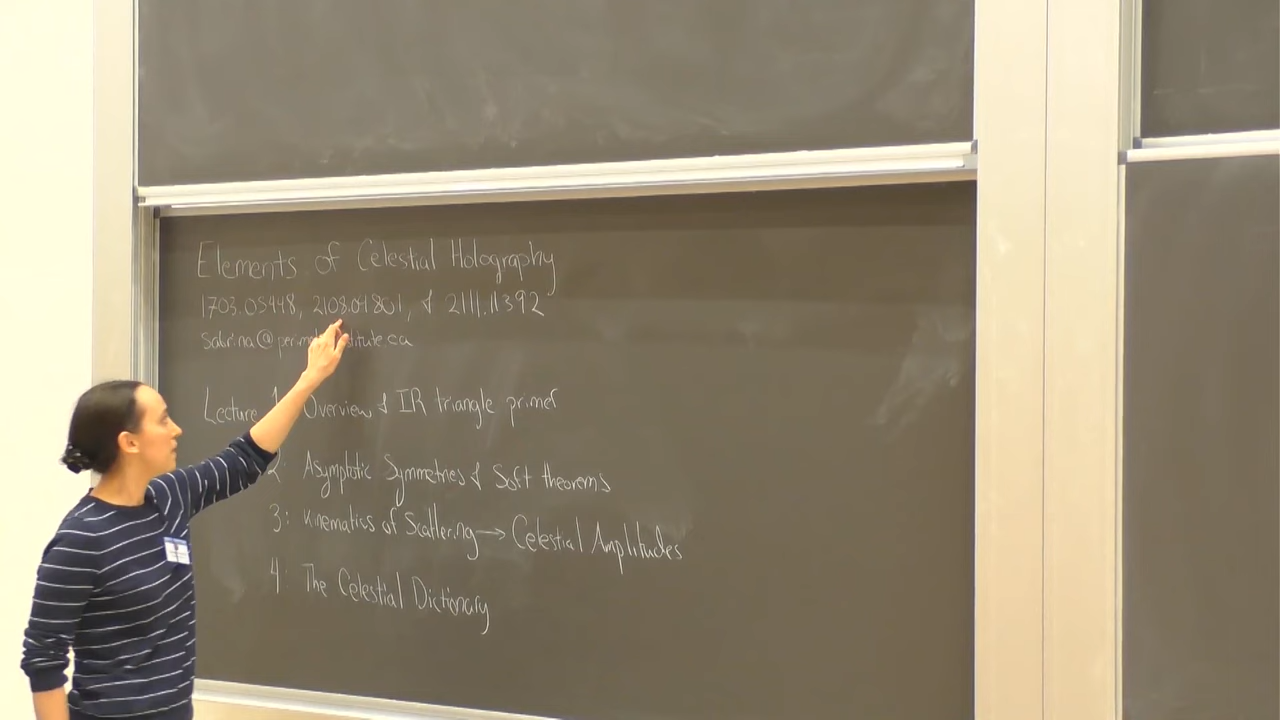 Elements of Celestial Holography
1703.05448, 2108.04801, & 2111.11392
Lecture 1: Overview & IR triangle primer
2: Asymptotic Symmetries & Soft theorems
3: Kinematics of Scattering → Celestial Amplitudes
4: The Celestial Dictionary